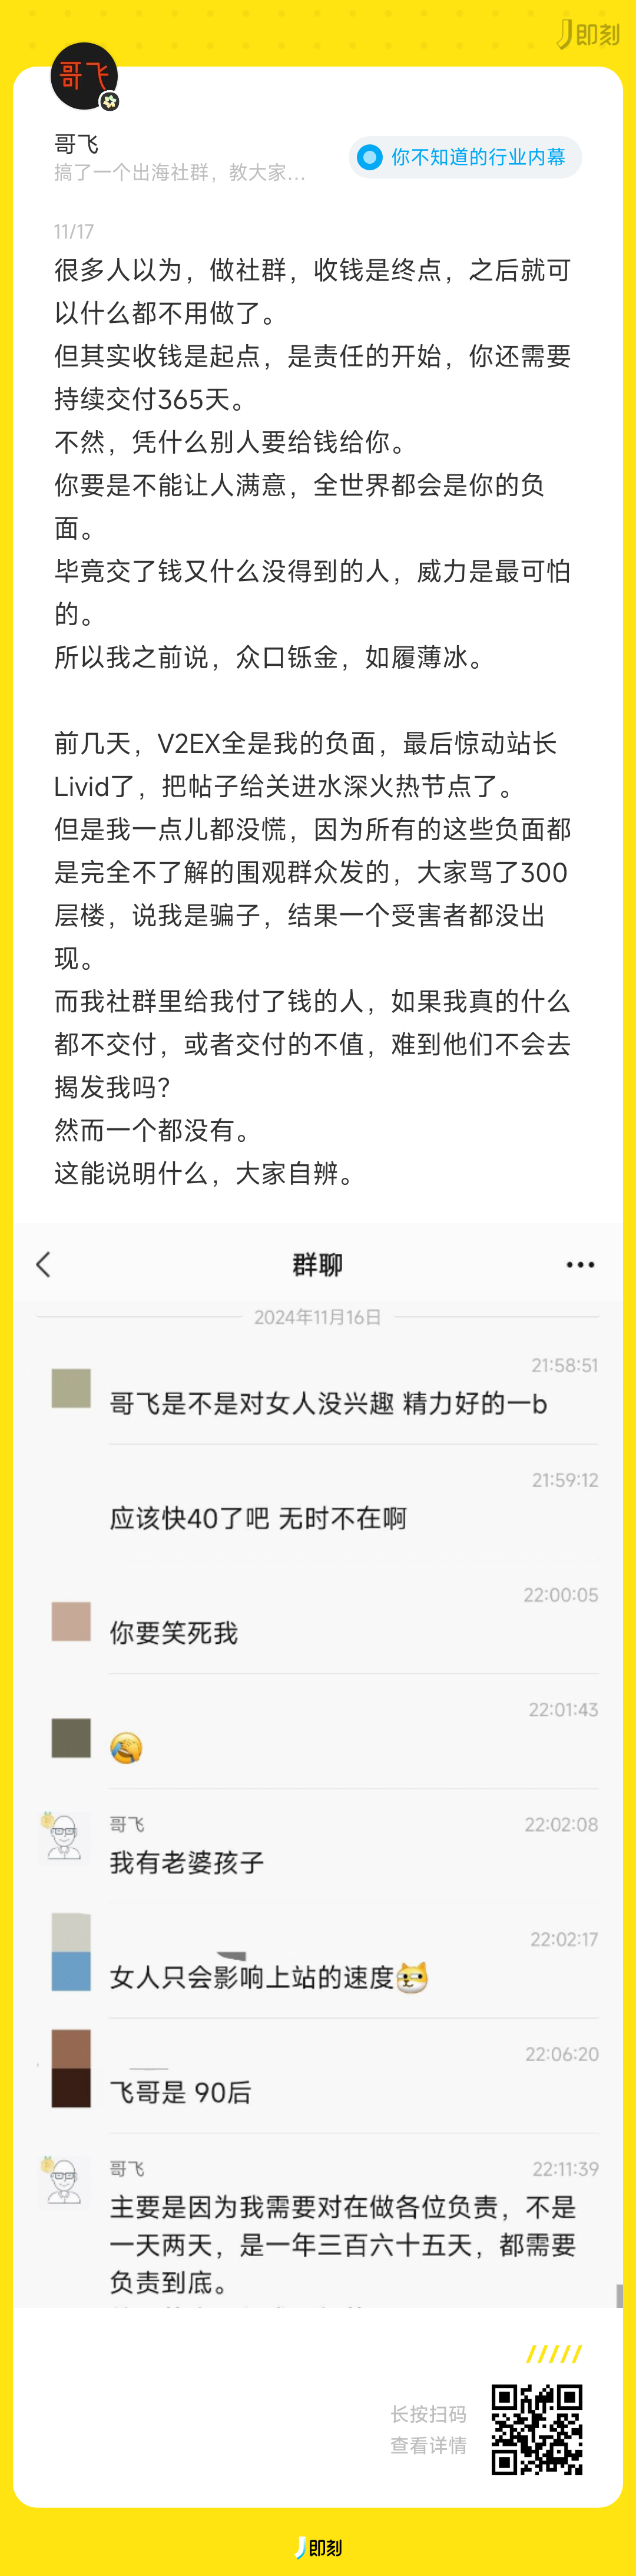 即刻
哥飞
哥飞
搞了一个出海社群，教大家...
你不知道的行业内幕
11/17
很多人以为，做社群，收钱是终点，之后就可
以什么都不用做了。
但其实收钱是起点，是责任的开始，你还需要
持续交付365天。
不然，凭什么别人要给钱给你。
你要是不能让人满意，全世界都会是你的负
面。
毕竟交了钱又什么没得到的人，威力是最可怕
的。
所以我之前说，众口铄金，如履薄冰。
前几天，V2EX全是我的负面，最后惊动站长
Livid了，把帖子给关进水深火热节点了。
但是我一点儿都没慌，因为所有的这些负面都
是完全不了解的围观群众发的，大家骂了300
层楼，说我是骗子，结果一个受害者都没出
现。
而我社群里给我付了钱的人，如果我真的什么
都不交付，或者交付的不值，难到他们不会去
揭发我吗？
然而一个都没有。
这能说明什么，大家自辨。
群聊
2024年11月16日
21:58:51
哥飞是不是对女人没兴趣 精力好的一b
21:59:12
应该快40了吧 无时不在啊
22:00:05
你要笑死我
22:01:43
哥飞
22:02:08
我有老婆孩子
22:02:17
女人只会影响上站的速度
22:06:20
飞哥是 90后
哥飞
22:11:39
主要是因为我需要对在做各位负责，不是
一天两天，是一年三百六十五天，都需要
负责到底。
长按扫码
查看详情
即刻